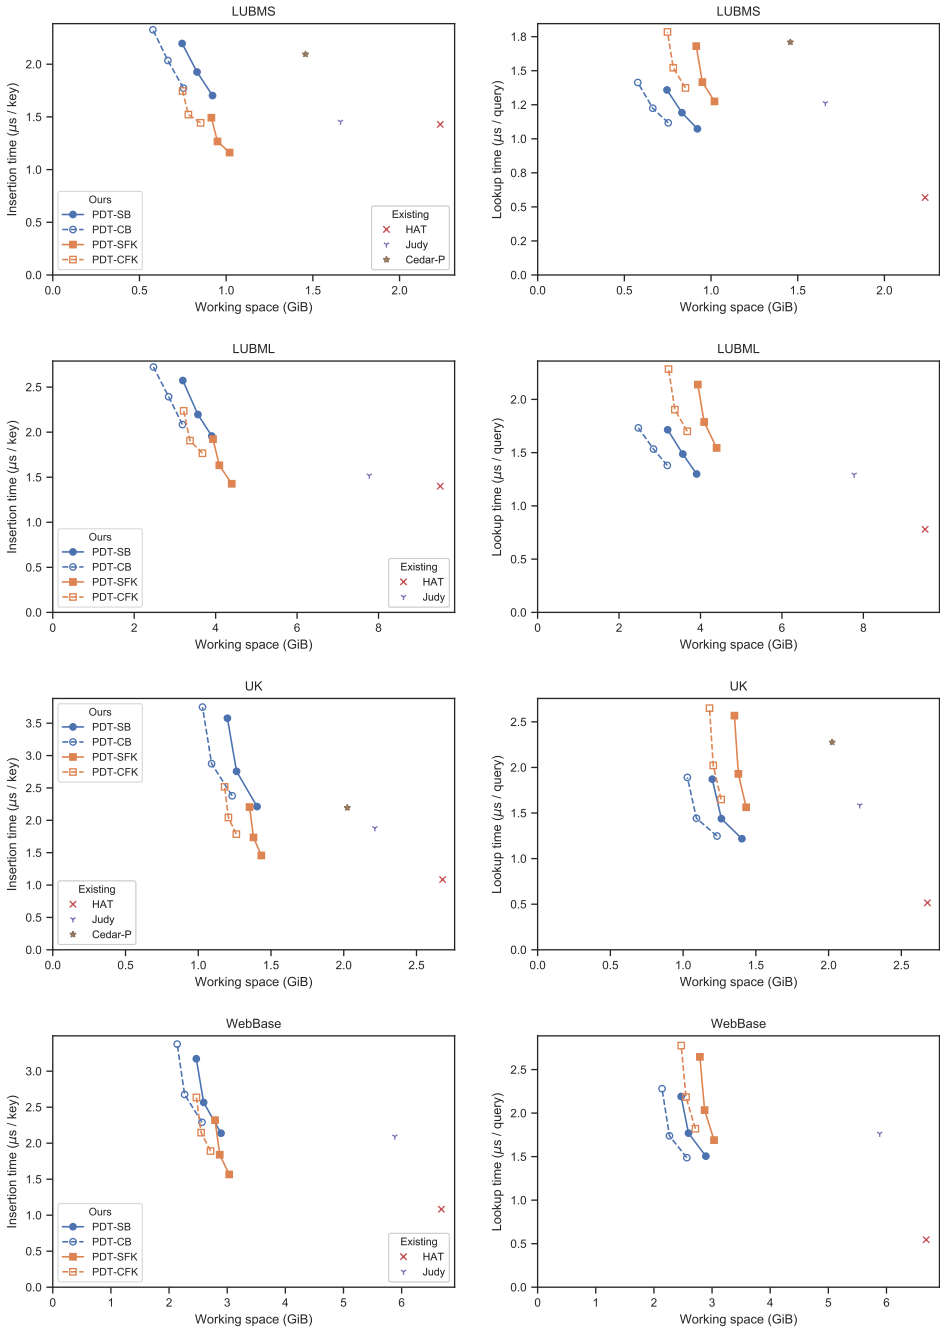 LUBMS
Insertion time (μs / key)
2.0
1.5
1.0
0.5
0.0
Ours
PDT-SB
PDT-CB
PDT-SFK
PDT-CFK
Existing
HAT
Judy
Cedar-P
0.0 0.5 1.0 1.5 2.0
Working space (GiB)
LUBMS
Lookup time (μs / query)
1.8
1.5
1.2
1.0
0.8
0.5
0.2
0.0
0.0 0.5 1.0 1.5 2.0
Working space (GiB)
LUBML
Insertion time (μs / key)
2.5
2.0
1.5
1.0
0.5
0.0
Ours
PDT-SB
PDT-CB
PDT-SFK
PDT-CFK
Existing
HAT
Judy
0 2 4 6 8
Working space (GiB)
LUBML
Lookup time (μs / query)
2.0
1.5
1.0
0.5
0.0
0 2 4 6 8
Working space (GiB)
UK
Insertion time (μs / key)
3.5
3.0
2.5
2.0
1.5
1.0
0.5
0.0
Ours
PDT-SB
PDT-CB
PDT-SFK
PDT-CFK
Existing
HAT
Judy
Cedar-P
0.0 0.5 1.0 1.5 2.0 2.5
Working space (GiB)
UK
Lookup time (μs / query)
2.5
2.0
1.5
1.0
0.5
0.0
0.0 0.5 1.0 1.5 2.0 2.5
Working space (GiB)
WebBase
Insertion time (μs / key)
3.0
2.5
2.0
1.5
1.0
0.5
0.0
Ours
PDT-SB
PDT-CB
PDT-SFK
PDT-CFK
Existing
HAT
Judy
0 1 2 3 4 5 6
Working space (GiB)
WebBase
Lookup time (μs / query)
2.5
2.0
1.5
1.0
0.5
0.0
0 1 2 3 4 5 6
Working space (GiB)